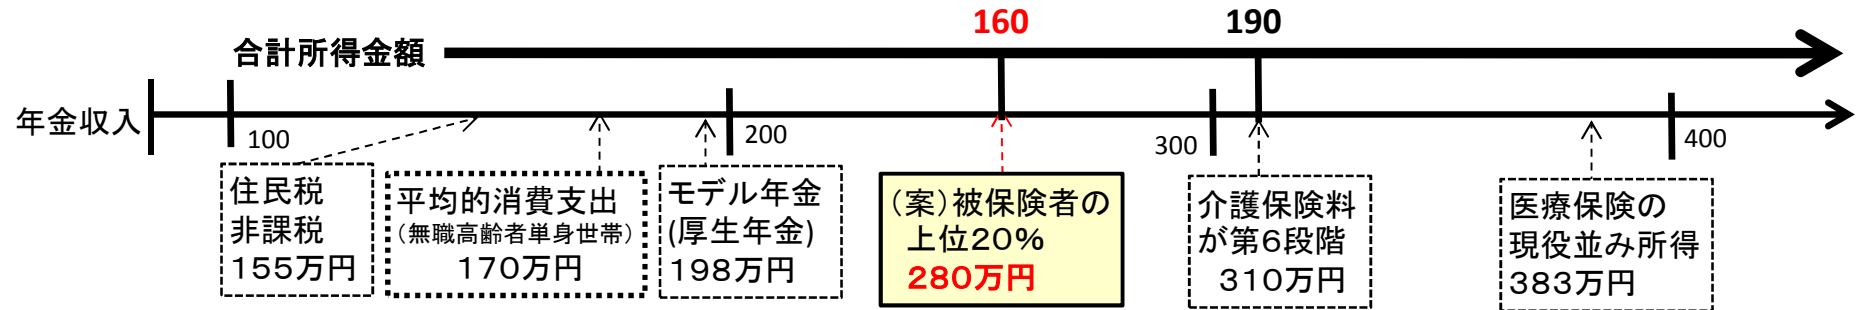 160
190
合計所得金額
年金収入
100
200
300
400
住民税
非課税
155万円
平均的消費支出
(無職高齢者単身世帯)
170万円
モデル年金
(厚生年金)
198万円
(案)被保険者の
上位20%
280万円
介護保険料
が第6段階
310万円
医療保険の
現役並み所得
383万円